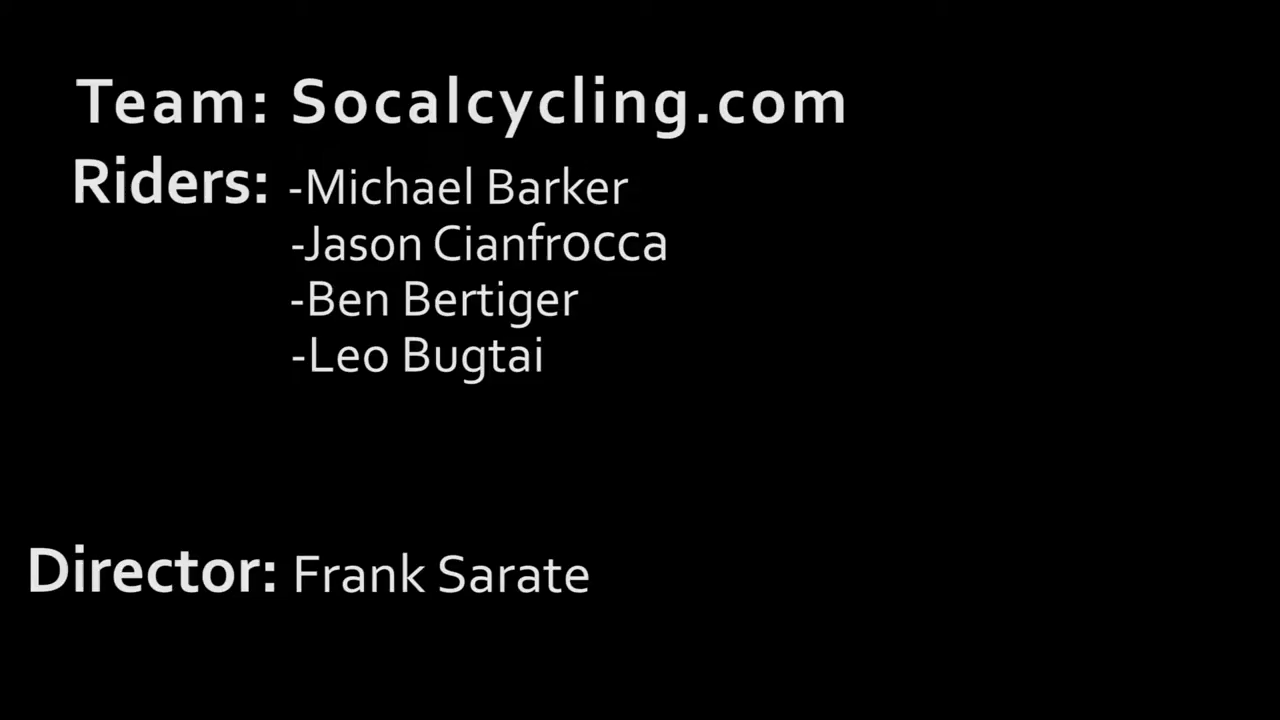 Team: Socalcycling.com
Riders: -Michael Barker
-Jason Cianfrocca
-Ben Bertiger
-Leo Bugtai
Director: Frank Sarate